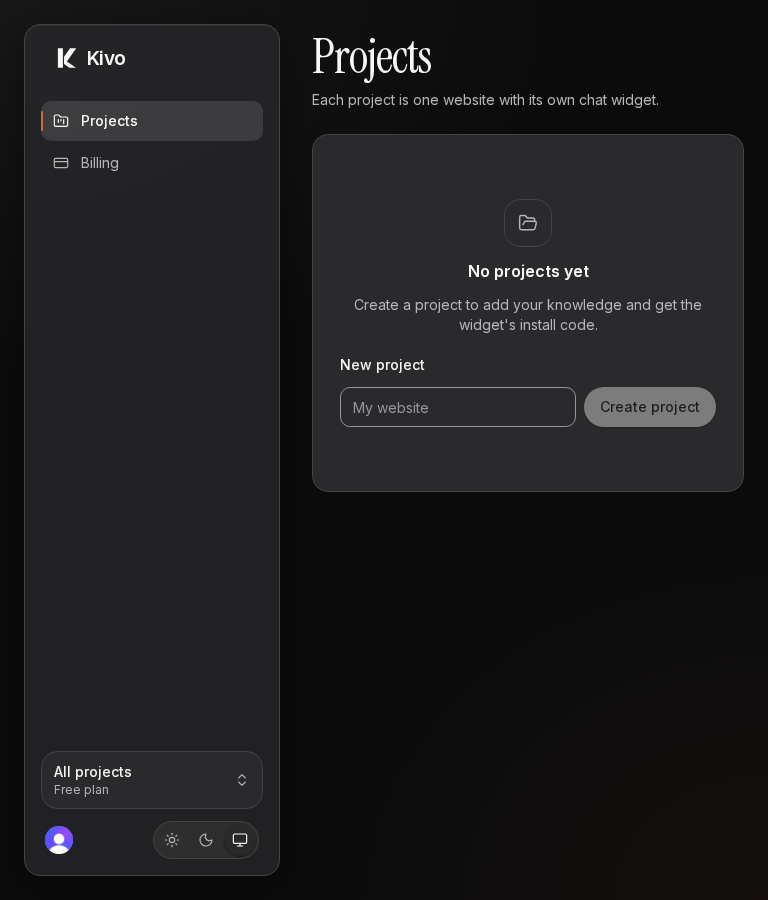 Kivo
Projects
Billing
All projects
Free plan
Projects
Each project is one website with its own chat widget.
No projects yet
Create a project to add your knowledge and get the
widget's install code.
New project
My website
Create project